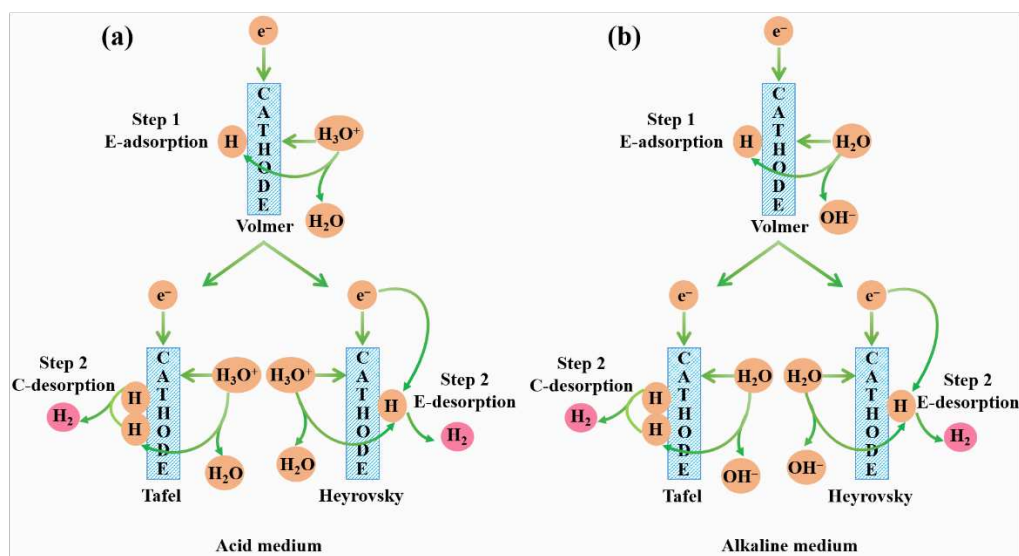 (a)
e⁻
CATHODE
Step 1
E-adsorption
H
H₃O⁺
H₂O
Volmer
e⁻
CATHODE
Step 2
C-desorption
H
H
H₂
H₃O⁺
H₂O
Tafel
e⁻
CATHODE
H₃O⁺
H₂O
H
Step 2
E-desorption
H₂
Heyrovsky
Acid medium
(b)
e⁻
CATHODE
Step 1
E-adsorption
H
H₂O
OH⁻
Volmer
e⁻
CATHODE
Step 2
C-desorption
H
H
H₂
H₂O
OH⁻
Tafel
e⁻
CATHODE
H₂O
OH⁻
H
Step 2
E-desorption
H₂
Heyrovsky
Alkaline medium